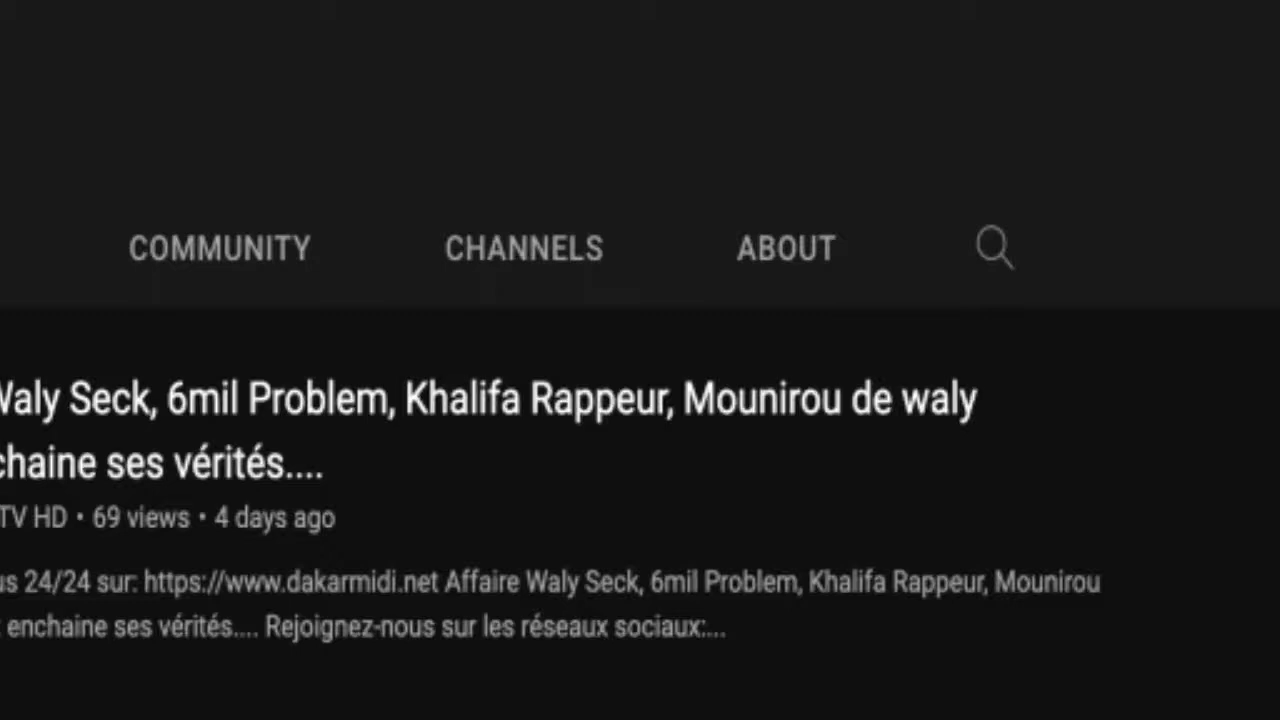 COMMUNITY CHANNELS ABOUT
Waly Seck, 6mil Problem, Khalifa Rappeur, Mounirou de waly
chaine ses vérités....
TV HD • 69 views • 4 days ago
us 24/24 sur: https://www.dakarmidi.net Affaire Waly Seck, 6mil Problem, Khalifa Rappeur, Mounirou
enchaine ses vérités.... Rejoignez-nous sur les réseaux sociaux:...